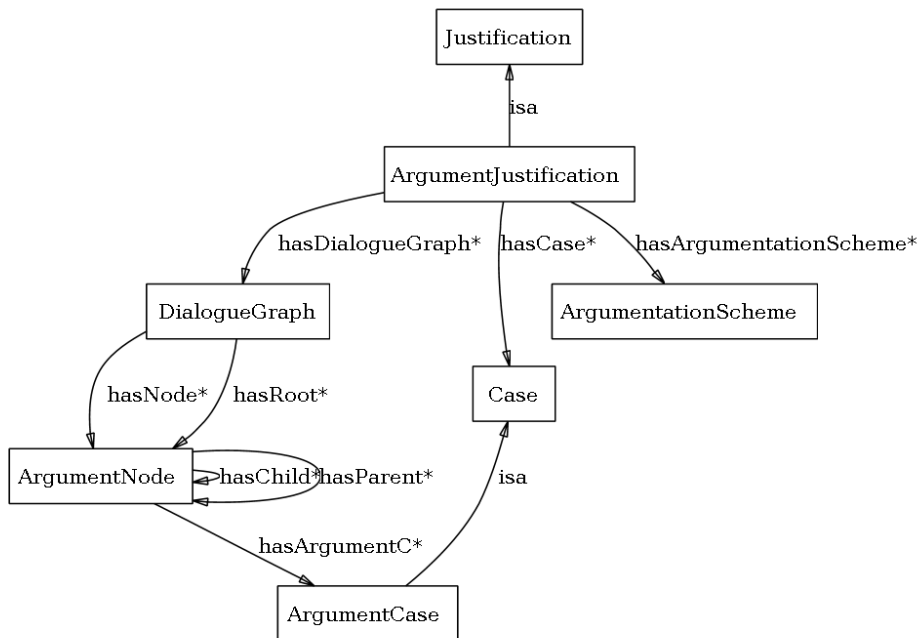 Justification
isa
ArgumentJustification
hasDialogueGraph*
hasCase*
hasArgumentationScheme*
DialogueGraph
ArgumentationScheme
hasNode*
hasRoot*
Case
ArgumentNode
hasChild*
hasParent*
isa
hasArgumentC*
ArgumentCase